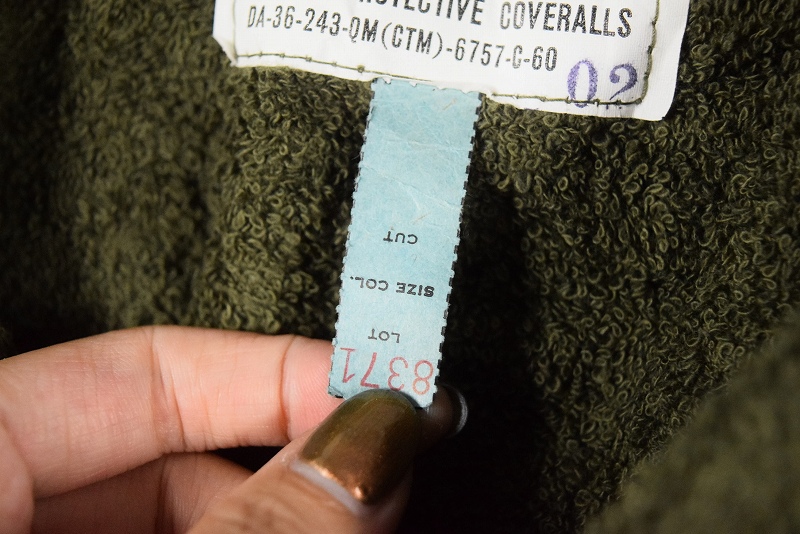 COVERALLS
DA-36-243-QM(CTM)-6757-C-60
02
CUT
SIZE COL.
LOT
8371